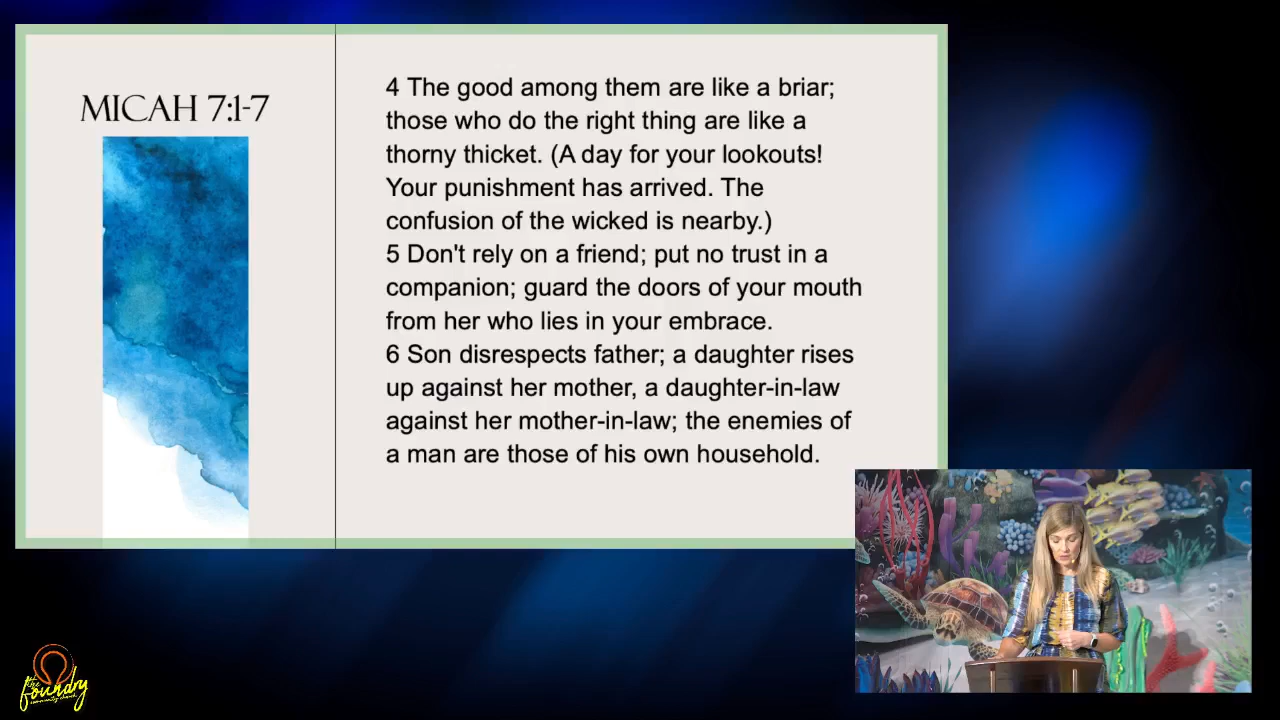 MICAH 7:1-7
4 The good among them are like a briar;
those who do the right thing are like a
thorny thicket. (A day for your lookouts!
Your punishment has arrived. The
confusion of the wicked is nearby.)
5 Don't rely on a friend; put no trust in a
companion; guard the doors of your mouth
from her who lies in your embrace.
6 Son disrespects father; a daughter rises
up against her mother, a daughter-in-law
against her mother-in-law; the enemies of
a man are those of his own household.
the
foundry
community church